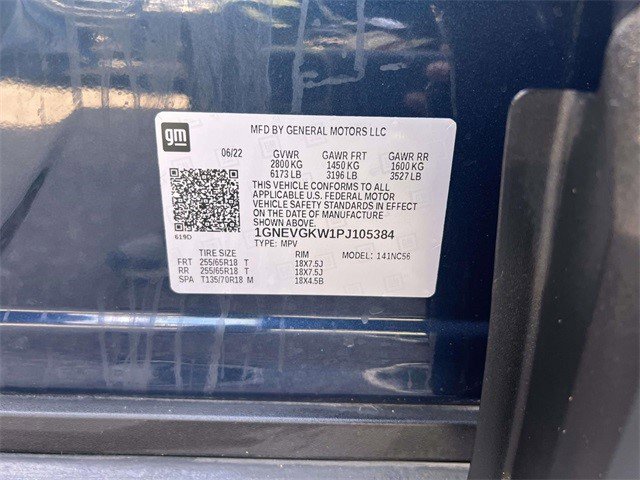 gm
MFD BY GENERAL MOTORS LLC
06/22 GVWR GAWR FRT GAWR RR
2800 KG 1450 KG 1600 KG
6173 LB 3196 LB 3527 LB
THIS VEHICLE CONFORMS TO ALL
APPLICABLE U.S. FEDERAL MOTOR
VEHICLE SAFETY STANDARDS IN EFFECT
ON THE DATE OF MANUFACTURE
SHOWN ABOVE.
1GNEVGKW1PJ105384
619D
TYPE: MPV
TIRE SIZE RIM MODEL: 141NC56
FRT 255/65R18 T 18X7.5J
RR 255/65R18 T 18X7.5J
SPA T135/70R18 M 18X4.5B